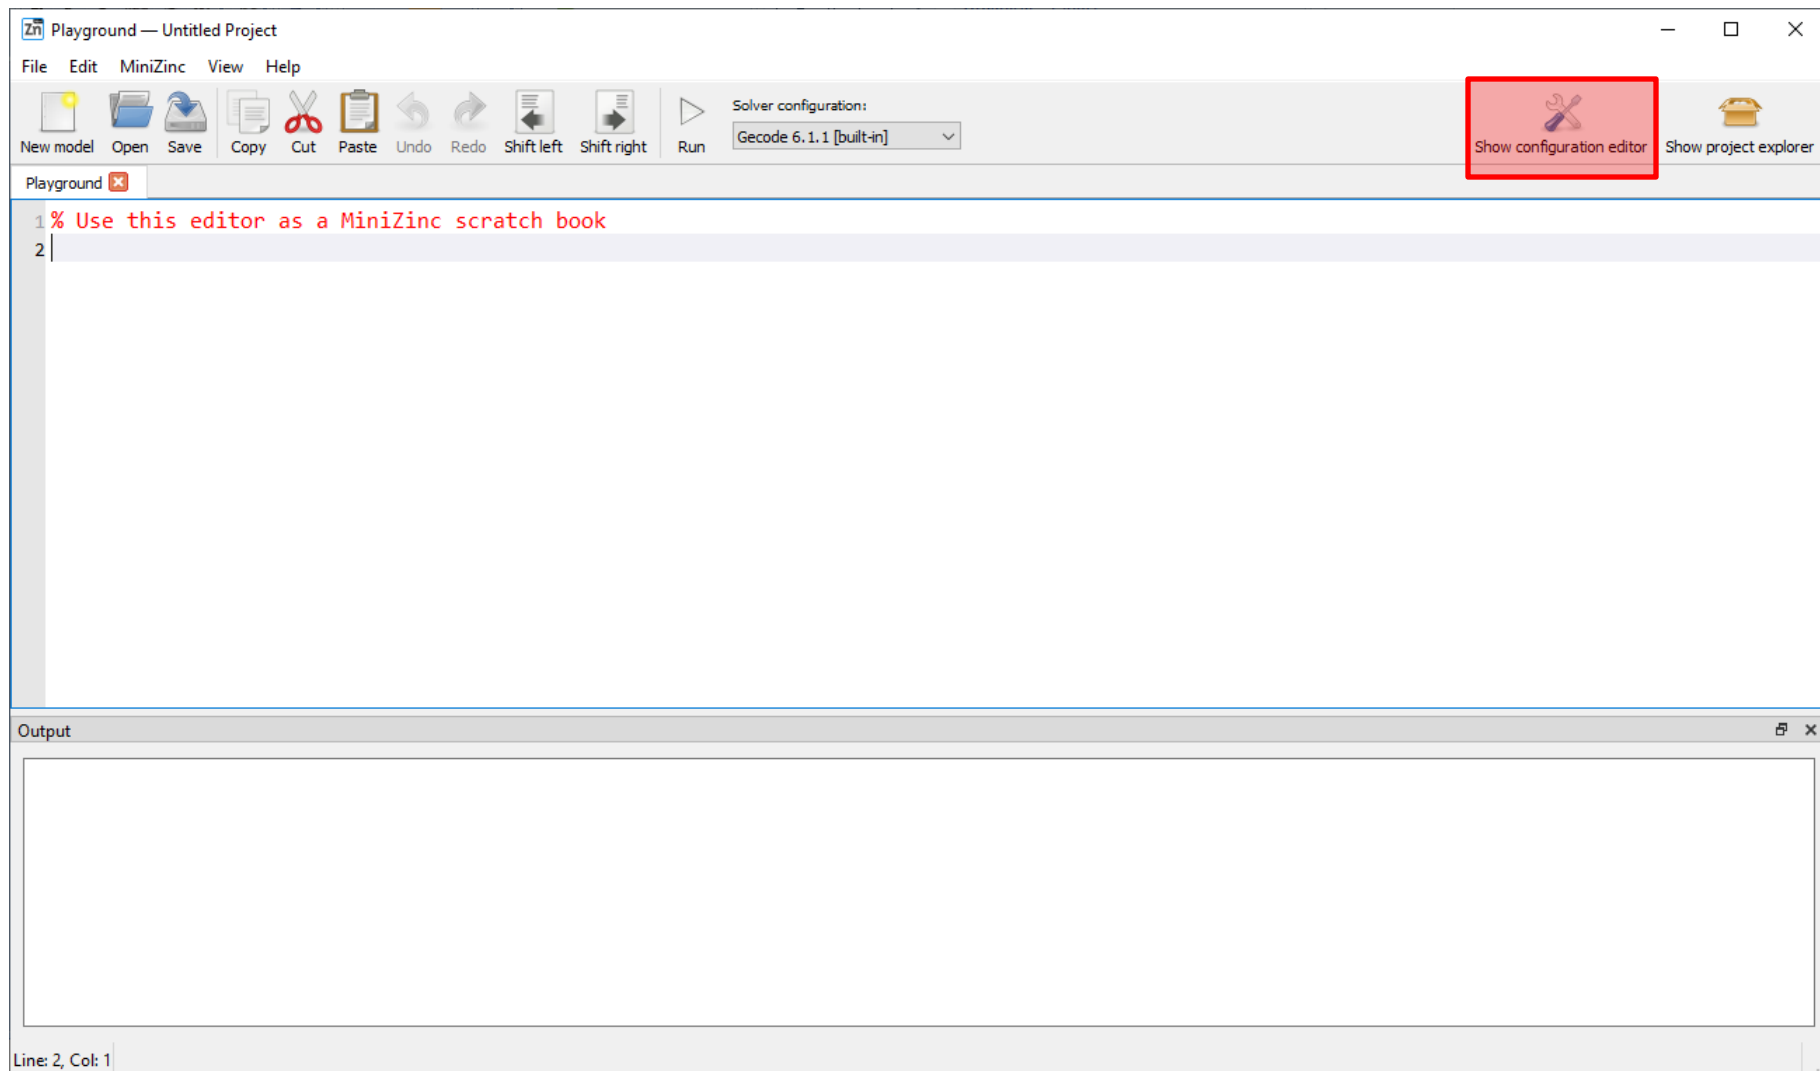 Zn Playground — Untitled Project
File Edit MiniZinc View Help
Solver configuration:
Gecode 6.1.1 [built-in]
New model Open Save Copy Cut Paste Undo Redo Shift left Shift right Run Show configuration editor Show project explorer
Playground
1 % Use this editor as a MiniZinc scratch book
2
Output
Line: 2, Col: 1